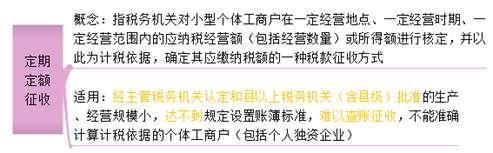 定期
定额
征收
概念：指税务机关对小型个体工商户在一定经营地点、一定经营时期、一
定经营范围内的应纳税经营额（包括经营数量）或所得额进行核定，并以
此为计税依据，确定其应缴纳税额的一种税款征收方式
适用：经主管税务机关认定和县以上税务机关（含县级）批准的生产
、经营规模小，达不到规定设置账簿标准，难以查账征收，不能准确
计算计税依据的个体工商户（包括个人独资企业）